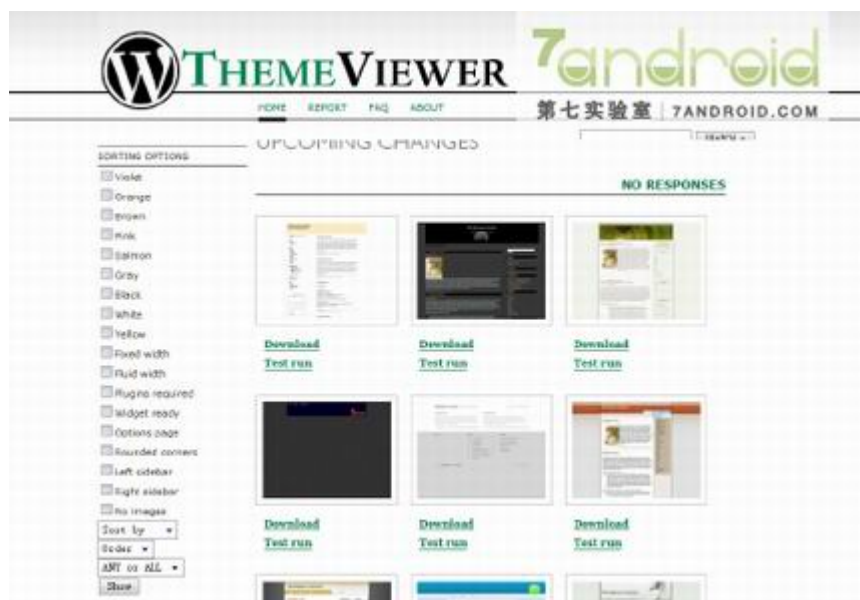 THEMEVIEWER
7android
HOME REPORT FAQ ABOUT
第七实验室 | 7ANDROID.COM
UPCOMING CHANGES
SORTING OPTIONS
NO RESPONSES
Violet
Orange
Brown
Pink
Salmon
Gray
Black
White
Yellow
Fixed width
Fluid width
Plugins required
Widget ready
Options page
Rounded corners
Left sidebar
Right sidebar
No images
Sort by
Order
ANY or ALL
Show
Download Download Download
Test run Test run Test run
Download Download Download
Test run Test run Test run